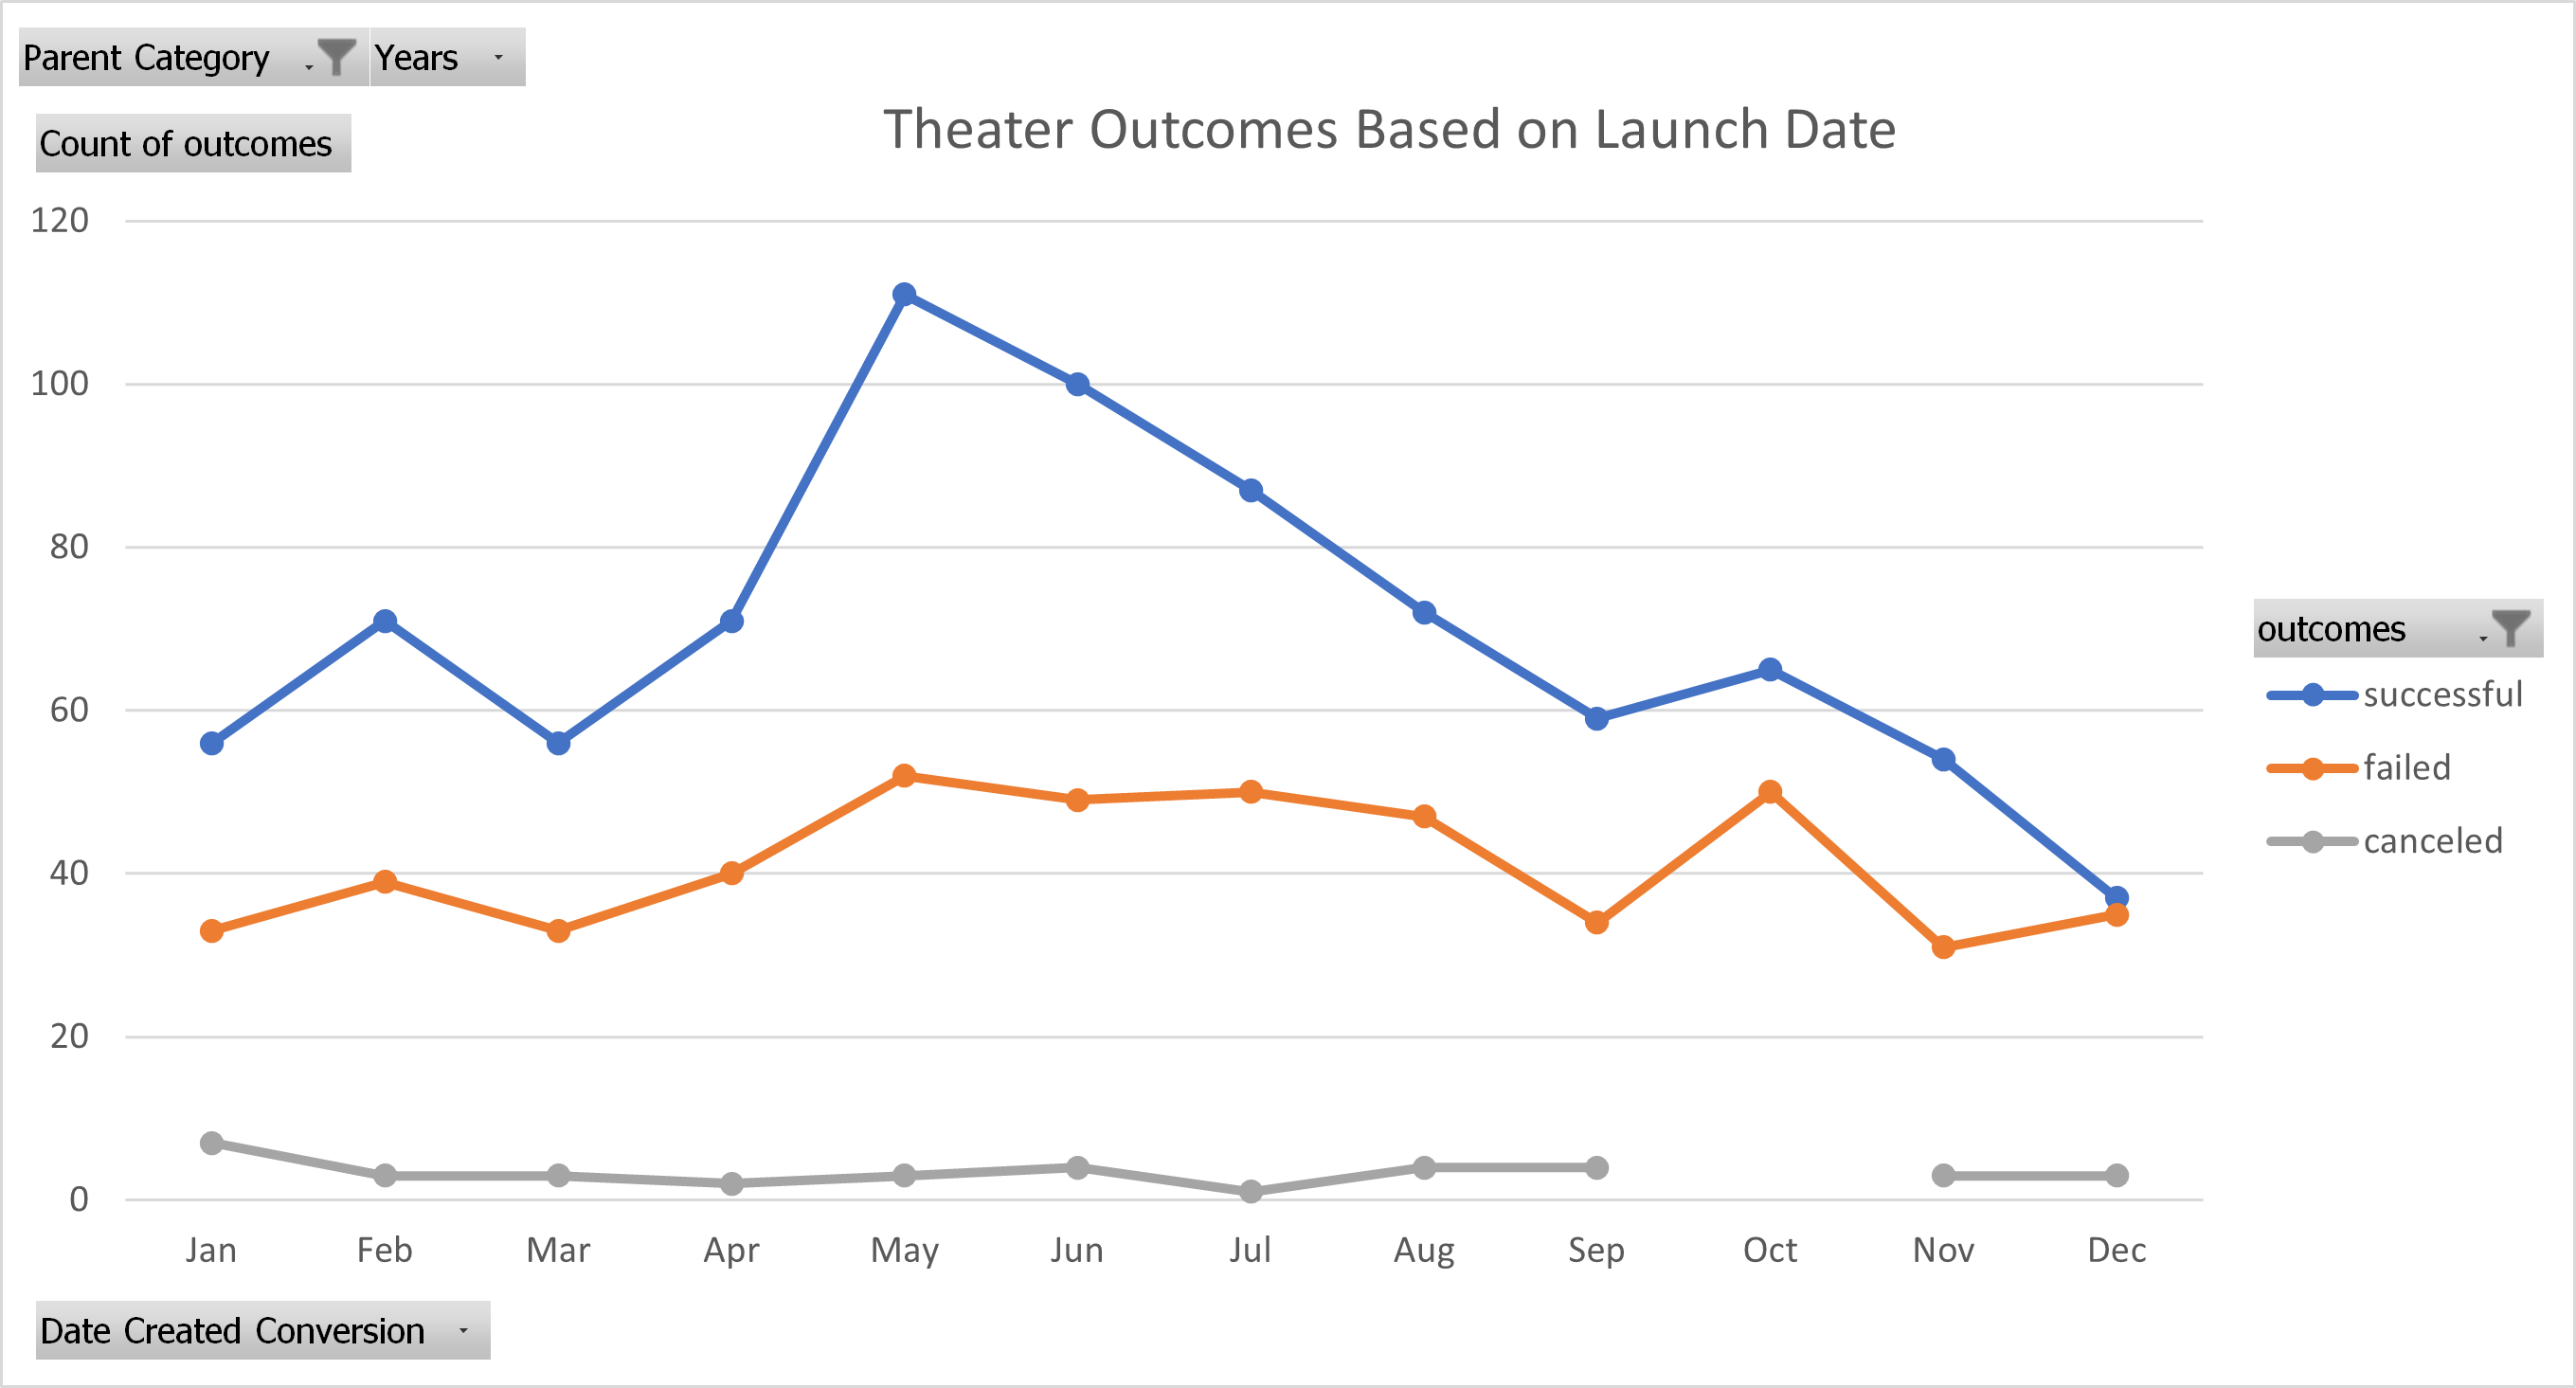 Parent Category Years
Count of outcomes
Theater Outcomes Based on Launch Date
120
100
80
60
40
20
0
Jan Feb Mar Apr May Jun Jul Aug Sep Oct Nov Dec
outcomes
successful
failed
canceled
Date Created Conversion